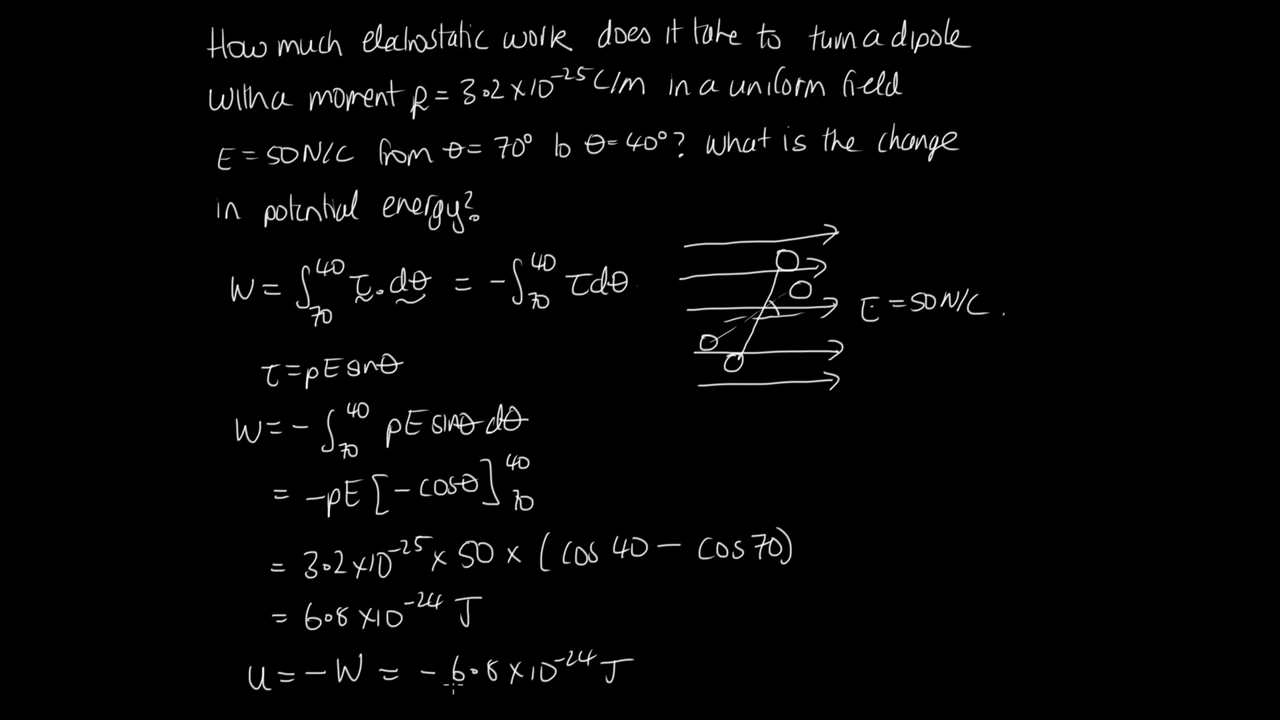 How much electrostatic work does it take to turn a dipole
with a moment p = 3.2 × 10⁻²⁵ C/m in a uniform field
E = 50 N/C from θ = 70° to θ = 40°? What is the change
in potential energy?
W = ∫₇₀⁴⁰ τ · dθ = - ∫₇₀⁴⁰ τ dθ
E = 50 N/C .
τ = pE sinθ
W = - ∫₇₀⁴⁰ pE sinθ dθ
= -pE [-cosθ]₇₀⁴⁰
= 3.2 × 10⁻²⁵ × 50 × (cos 40 - cos 70)
= 6.8 × 10⁻²⁴ J
U = - W = - 6.8 × 10⁻²⁴ J